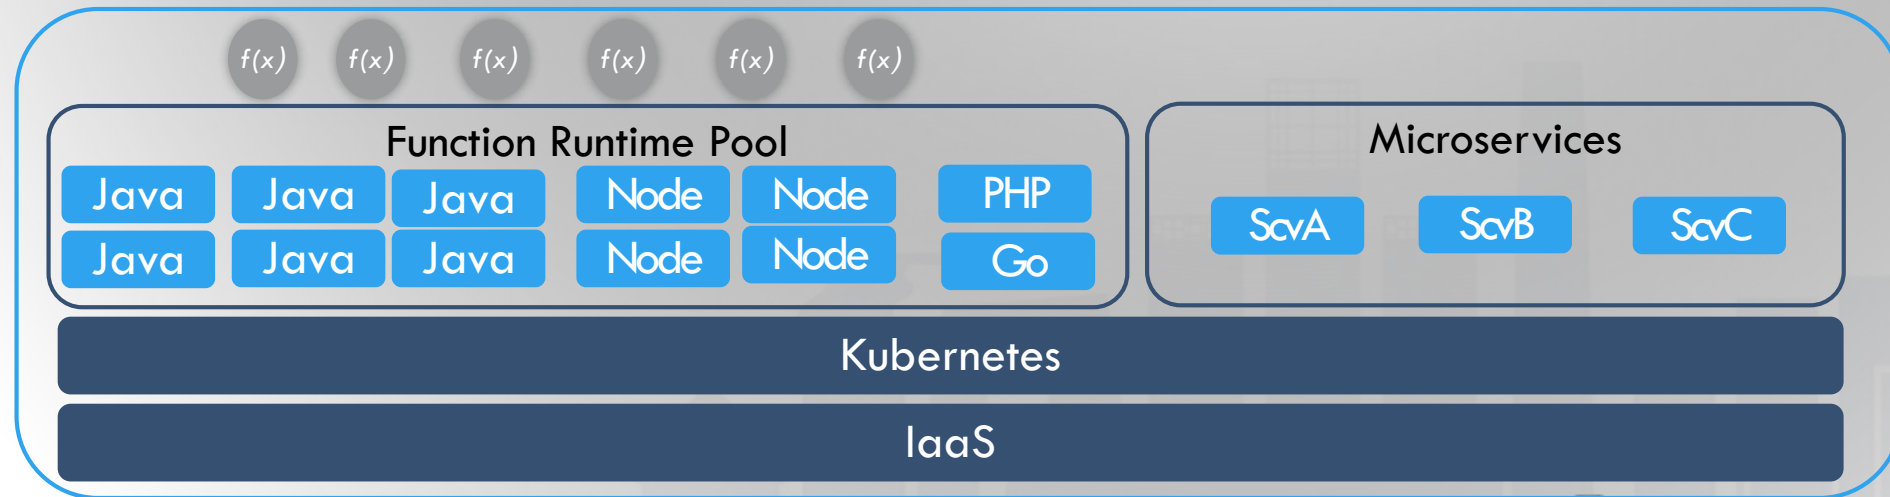 f(x) f(x) f(x) f(x) f(x) f(x)
Function Runtime Pool
Java Java Java Node Node PHP
Java Java Java Node Node Go
Microservices
ScvA ScvB ScvC
Kubernetes
IaaS